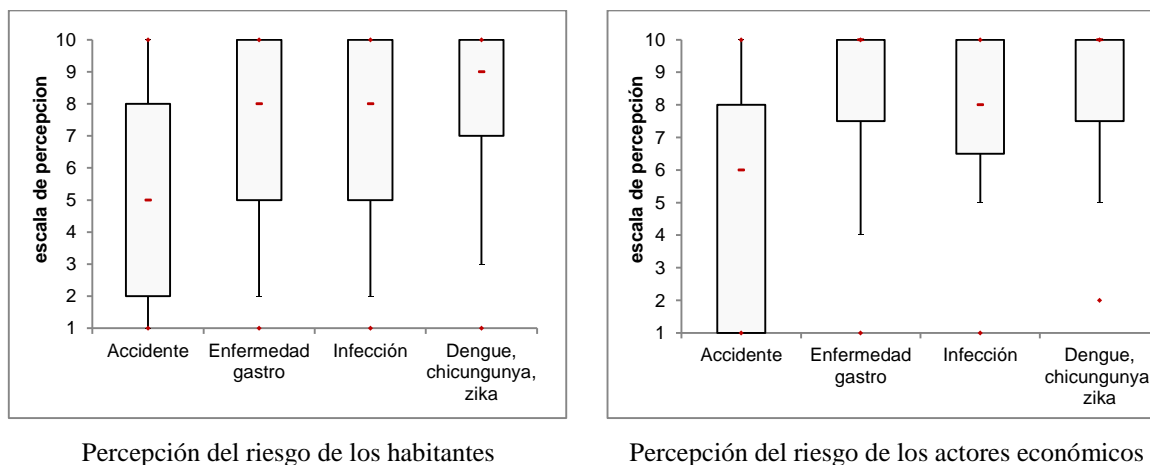 10
9
8
7
6
5
4
3
2
1
escala de percepcion
Accidente
Enfermedad
gastro
Infección
Dengue,
chicungunya,
zika
Percepción del riesgo de los habitantes
10
9
8
7
6
5
4
3
2
1
escala de percepción
Accidente
Enfermedad
gastro
Infección
Dengue,
chicungunya
zika
Percepción del riesgo de los actores económicos